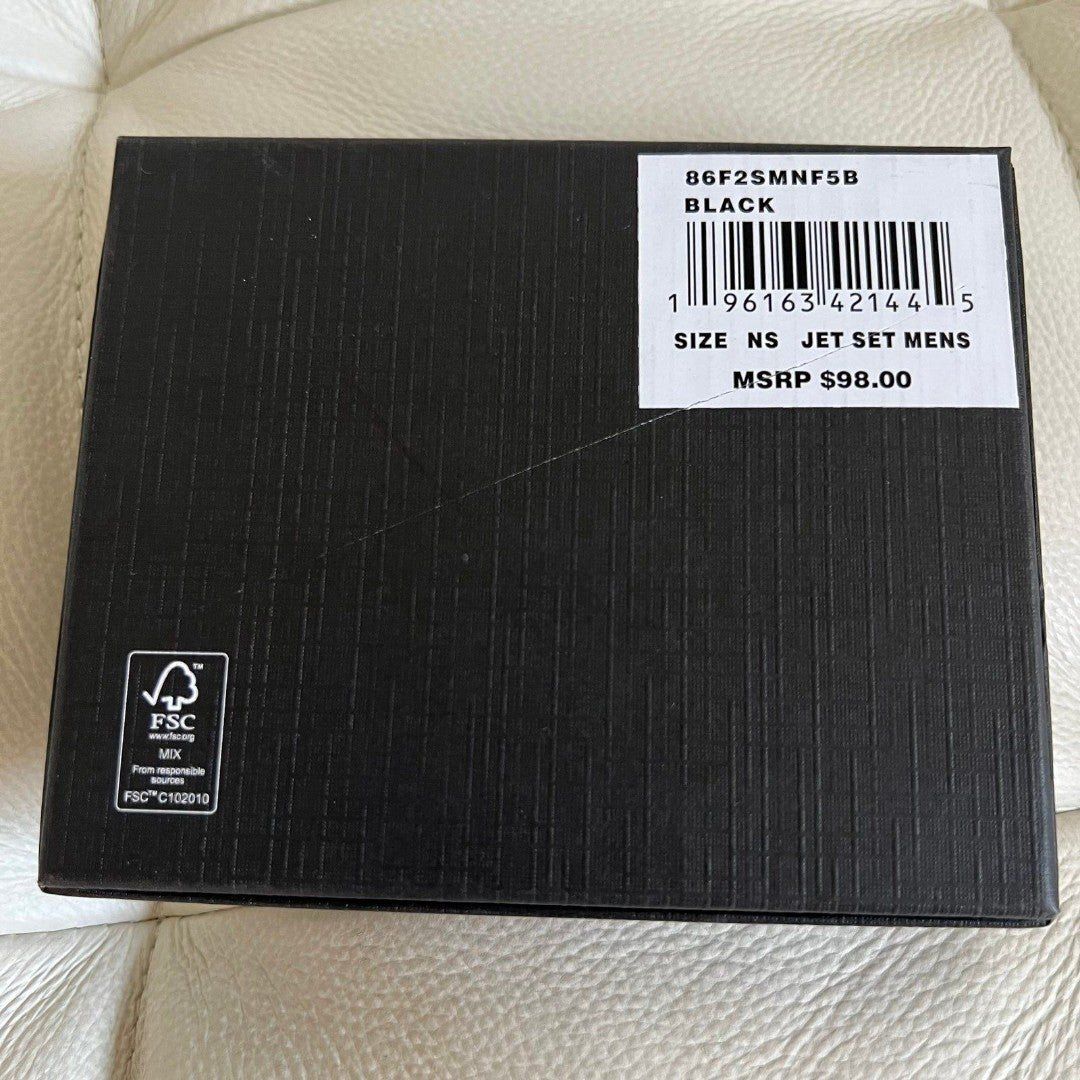 86F2SMNF5B
BLACK
1 96163 42144 5
SIZE NS JET SET MENS
MSRP $98.00
™
FSC
www.fsc.org
MIX
From responsible
sources
FSC™ C102010